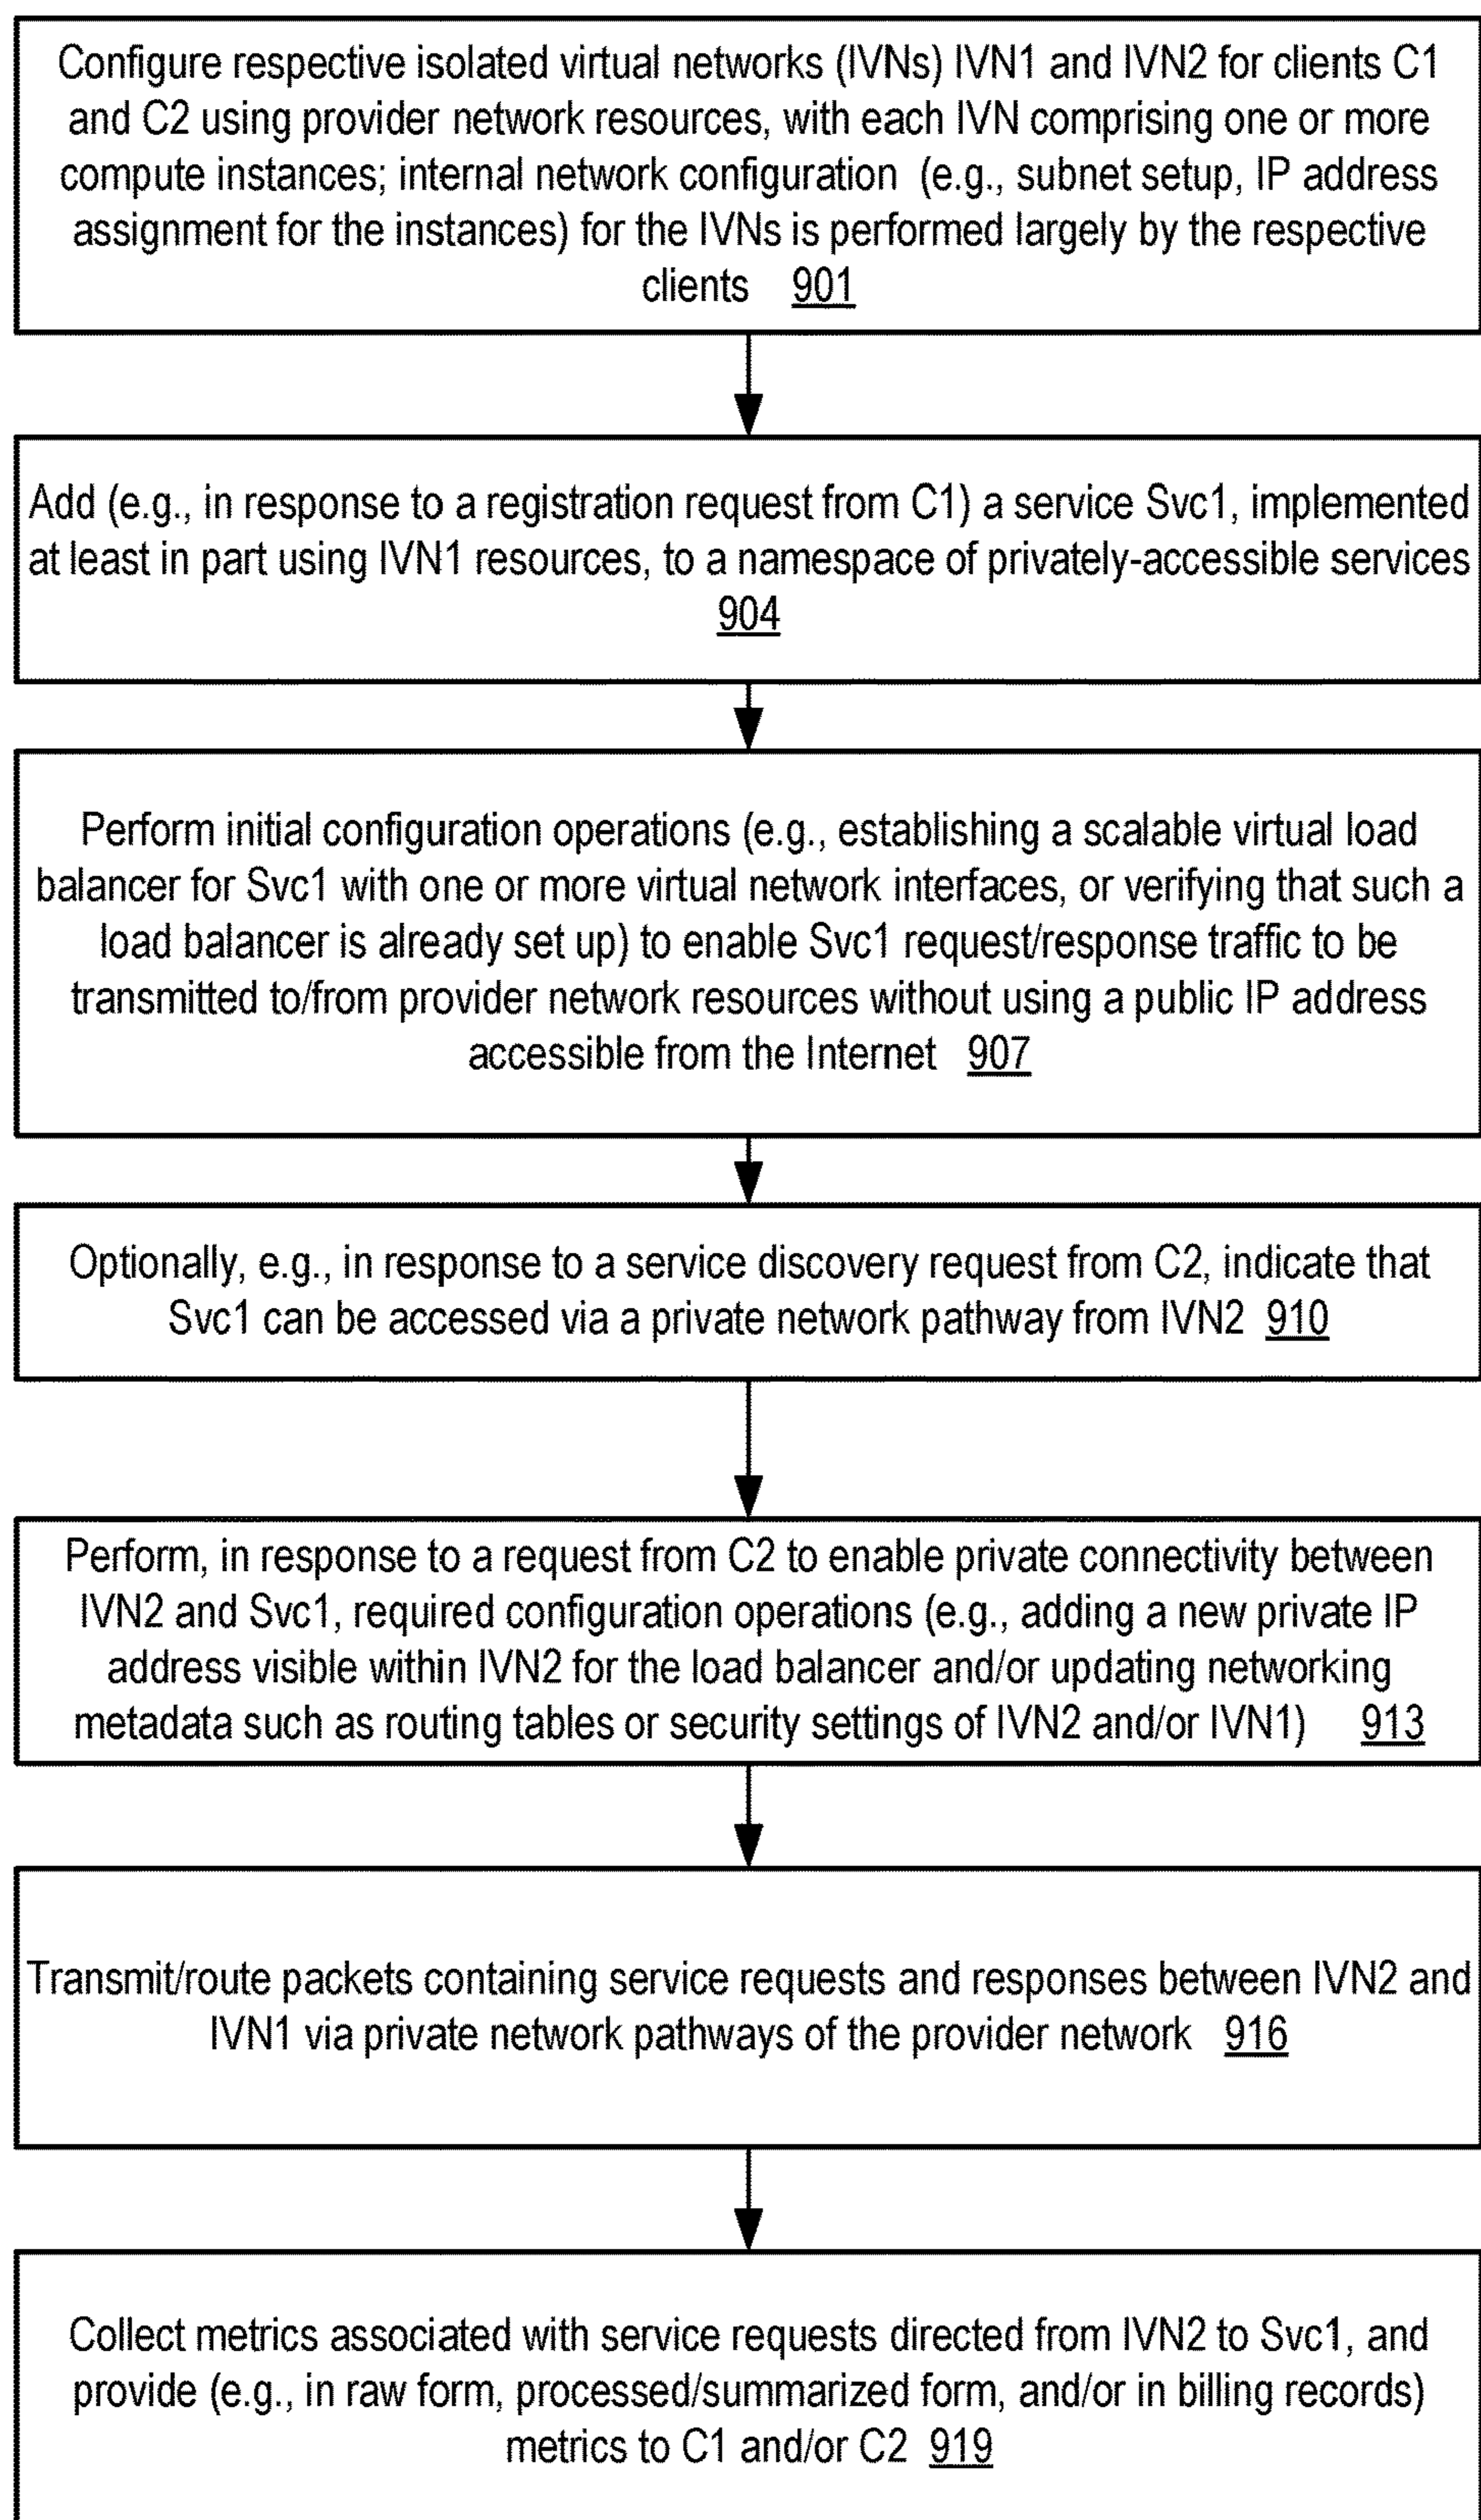 Configure respective isolated virtual networks (IVNs) IVN1 and IVN2 for clients C1
and C2 using provider network resources, with each IVN comprising one or more
compute instances; internal network configuration (e.g., subnet setup, IP address
assignment for the instances) for the IVNs is performed largely by the respective
clients 901
Add (e.g., in response to a registration request from C1) a service Svc1, implemented
at least in part using IVN1 resources, to a namespace of privately-accessible services
904
Perform initial configuration operations (e.g., establishing a scalable virtual load
balancer for Svc1 with one or more virtual network interfaces, or verifying that such a
load balancer is already set up) to enable Svc1 request/response traffic to be
transmitted to/from provider network resources without using a public IP address
accessible from the Internet 907
Optionally, e.g., in response to a service discovery request from C2, indicate that
Svc1 can be accessed via a private network pathway from IVN2 910
Perform, in response to a request from C2 to enable private connectivity between
IVN2 and Svc1, required configuration operations (e.g., adding a new private IP
address visible within IVN2 for the load balancer and/or updating networking
metadata such as routing tables or security settings of IVN2 and/or IVN1) 913
Transmit/route packets containing service requests and responses between IVN2 and
IVN1 via private network pathways of the provider network 916
Collect metrics associated with service requests directed from IVN2 to Svc1, and
provide (e.g., in raw form, processed/summarized form, and/or in billing records)
metrics to C1 and/or C2 919